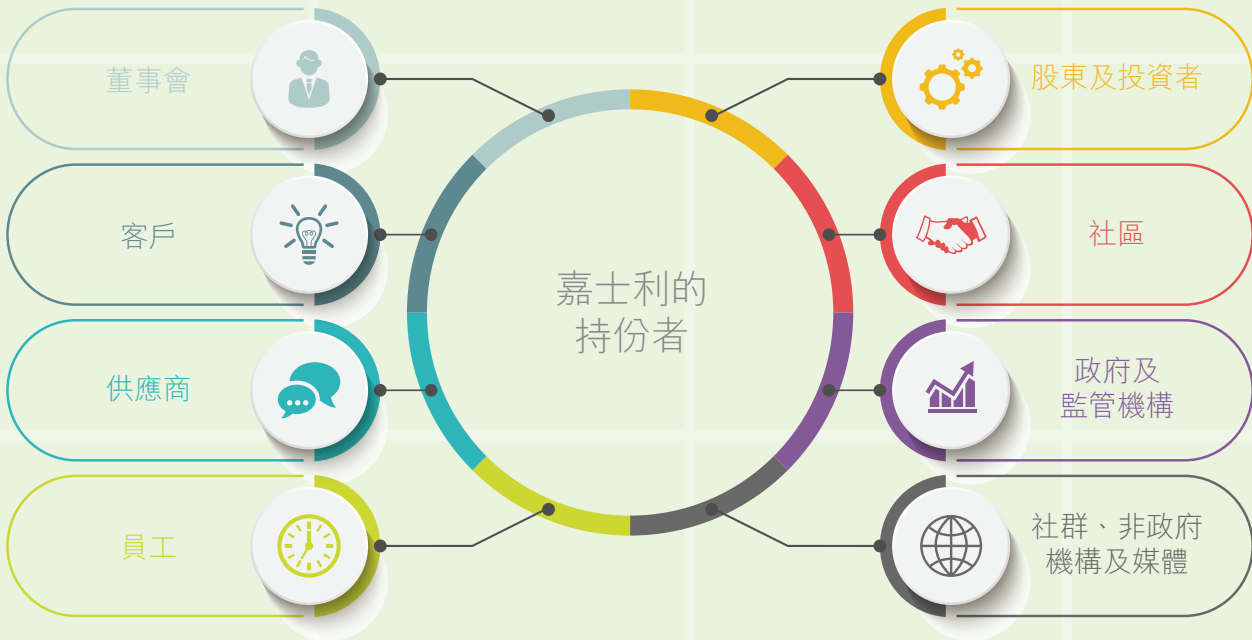 董事會
客戶
供應商
員工
嘉士利的
持份者
股東及投資者
社區
政府及
監管機構
社群、非政府
機構及媒體